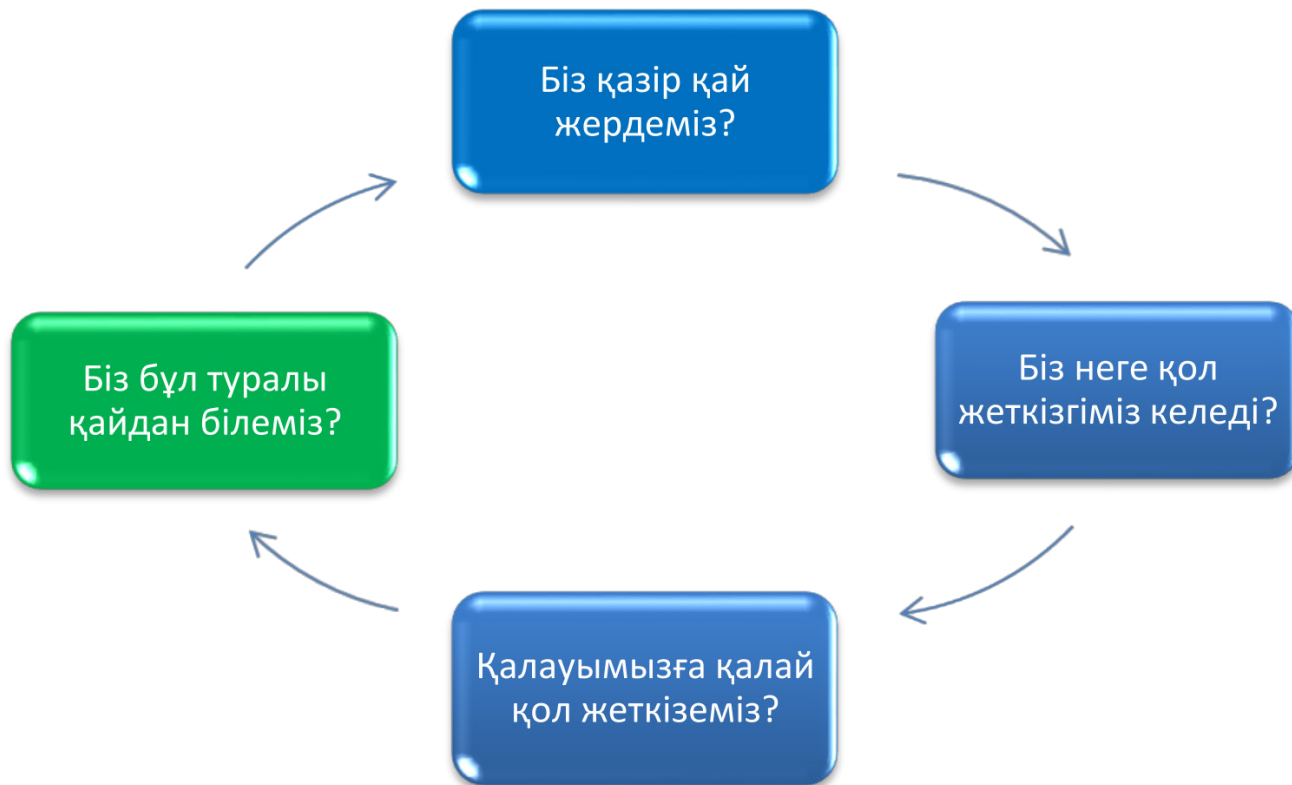 Біз қазір қай
жердеміз?
Біз неге қол
жеткізгіміз келеді?
Қалауымызға қалай
қол жеткіземіз?
Біз бұл туралы
қайдан білеміз?